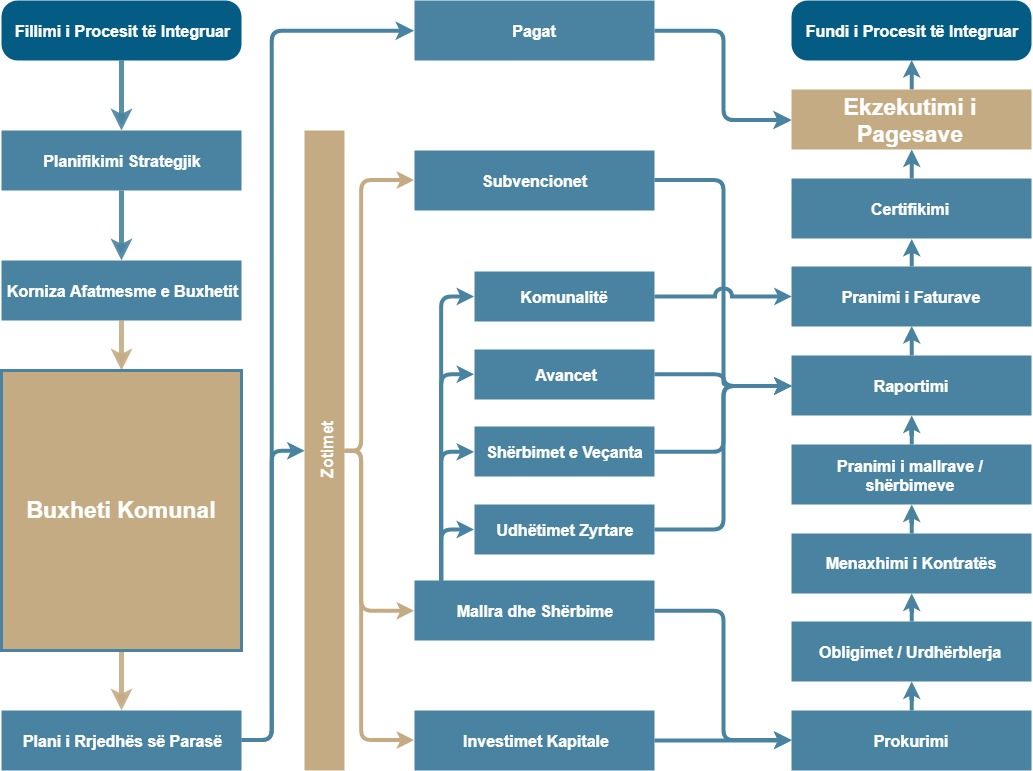 Fillimi i Procesit të Integruar
Planifikimi Strategjik
Korniza Afatmesme e Buxhetit
Buxheti Komunal
Plani i Rrjedhës së Parasë
Zotimet
Pagat
Subvencionet
Komunalitë
Avancet
Shërbimet e Veçanta
Udhëtimet Zyrtare
Mallra dhe Shërbime
Investimet Kapitale
Fundi i Procesit të Integruar
Ekzekutimi i
Pagesave
Certifikimi
Pranimi i Faturave
Raportimi
Pranimi i mallrave /
shërbimeve
Menaxhimi i Kontratës
Obligimet / Urdhërblerja
Prokurimi